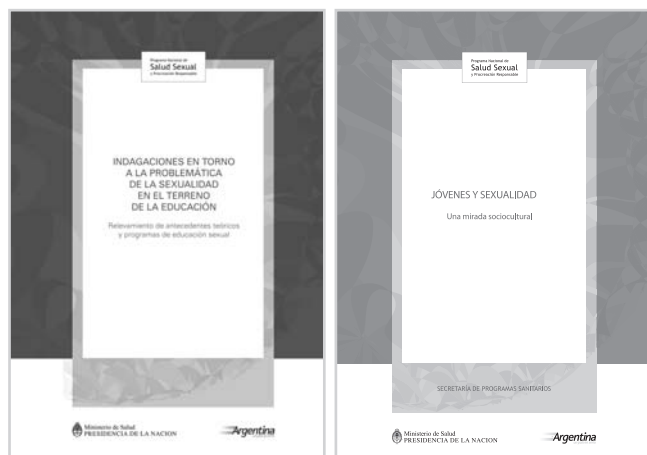 Programa Nacional de
Salud Sexual
y Procreación Responsable
INDAGACIONES EN TORNO
A LA PROBLEMÁTICA
DE LA SEXUALIDAD
EN EL TERRENO
DE LA EDUCACIÓN
Relevamiento de antecedentes teóricos
y programas de educación sexual
Ministerio de Salud
PRESIDENCIA DE LA NACION
Argentina
Programa Nacional de
Salud Sexual
y Procreación Responsable
JÓVENES Y SEXUALIDAD
Una mirada sociocultural
SECRETARÍA DE PROGRAMAS SANITARIOS
Ministerio de Salud
PRESIDENCIA DE LA NACION
Argentina